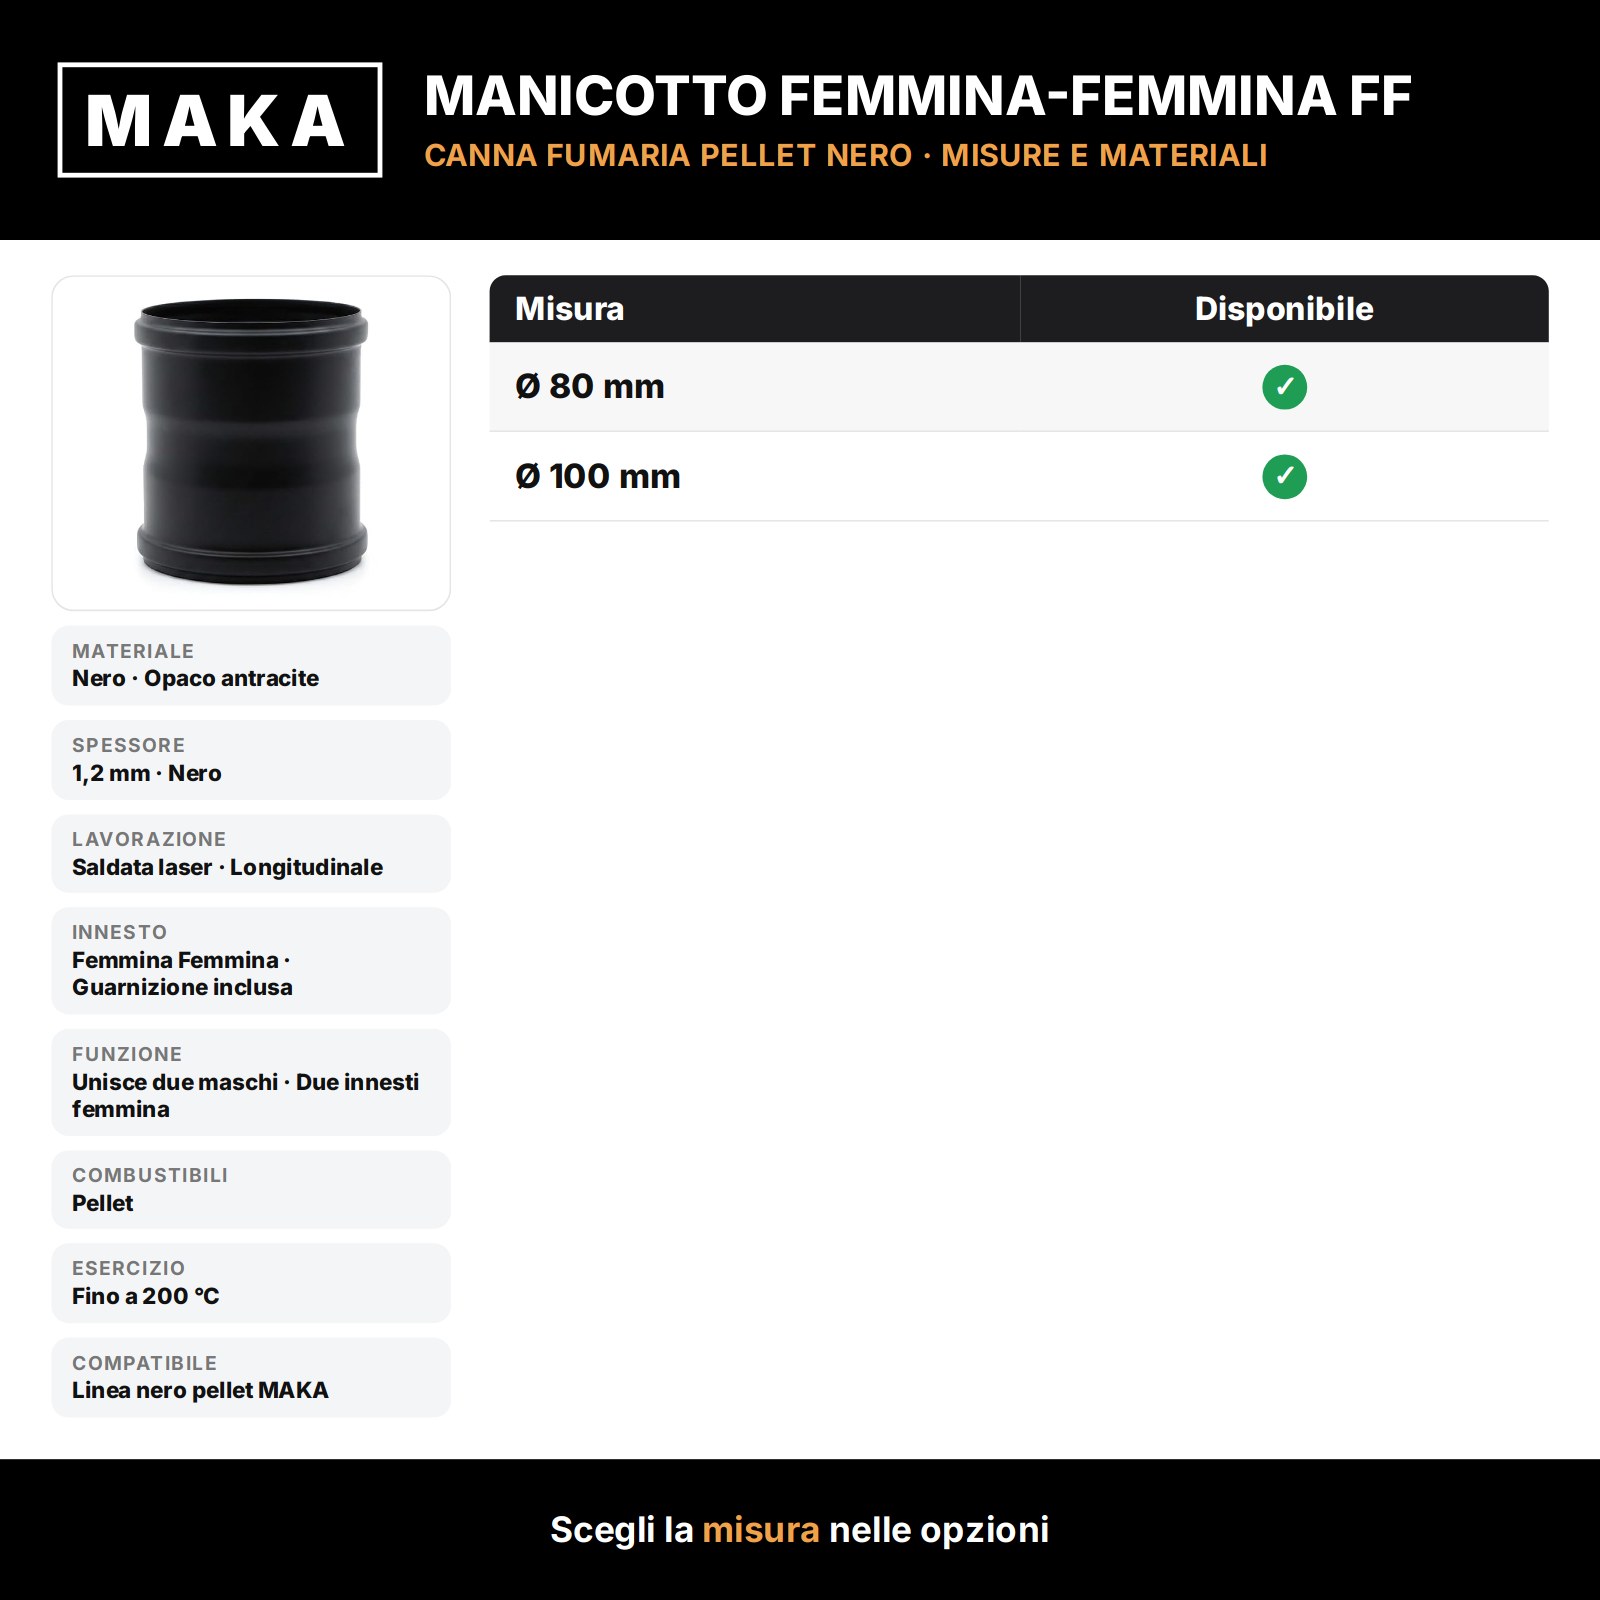 MAKA
MANICOTTO FEMMINA-FEMMINA FF
CANNA FUMARIA PELLET NERO · MISURE E MATERIALI
Misura Disponibile
Ø 80 mm ✓
Ø 100 mm ✓
MATERIALE
Nero · Opaco antracite
SPESSORE
1,2 mm · Nero
LAVORAZIONE
Saldata laser · Longitudinale
INNESTO
Femmina Femmina ·
Guarnizione inclusa
FUNZIONE
Unisce due maschi · Due innesti
femmina
COMBUSTIBILI
Pellet
ESERCIZIO
Fino a 200 °C
COMPATIBILE
Linea nero pellet MAKA
Scegli la misura nelle opzioni